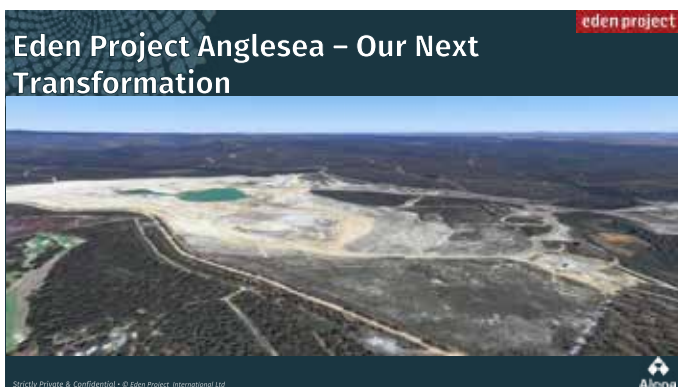 eden project
Eden Project Anglesea – Our Next
Transformation
Strictly Private & Confidential • © Eden Project International Ltd
Alcoa